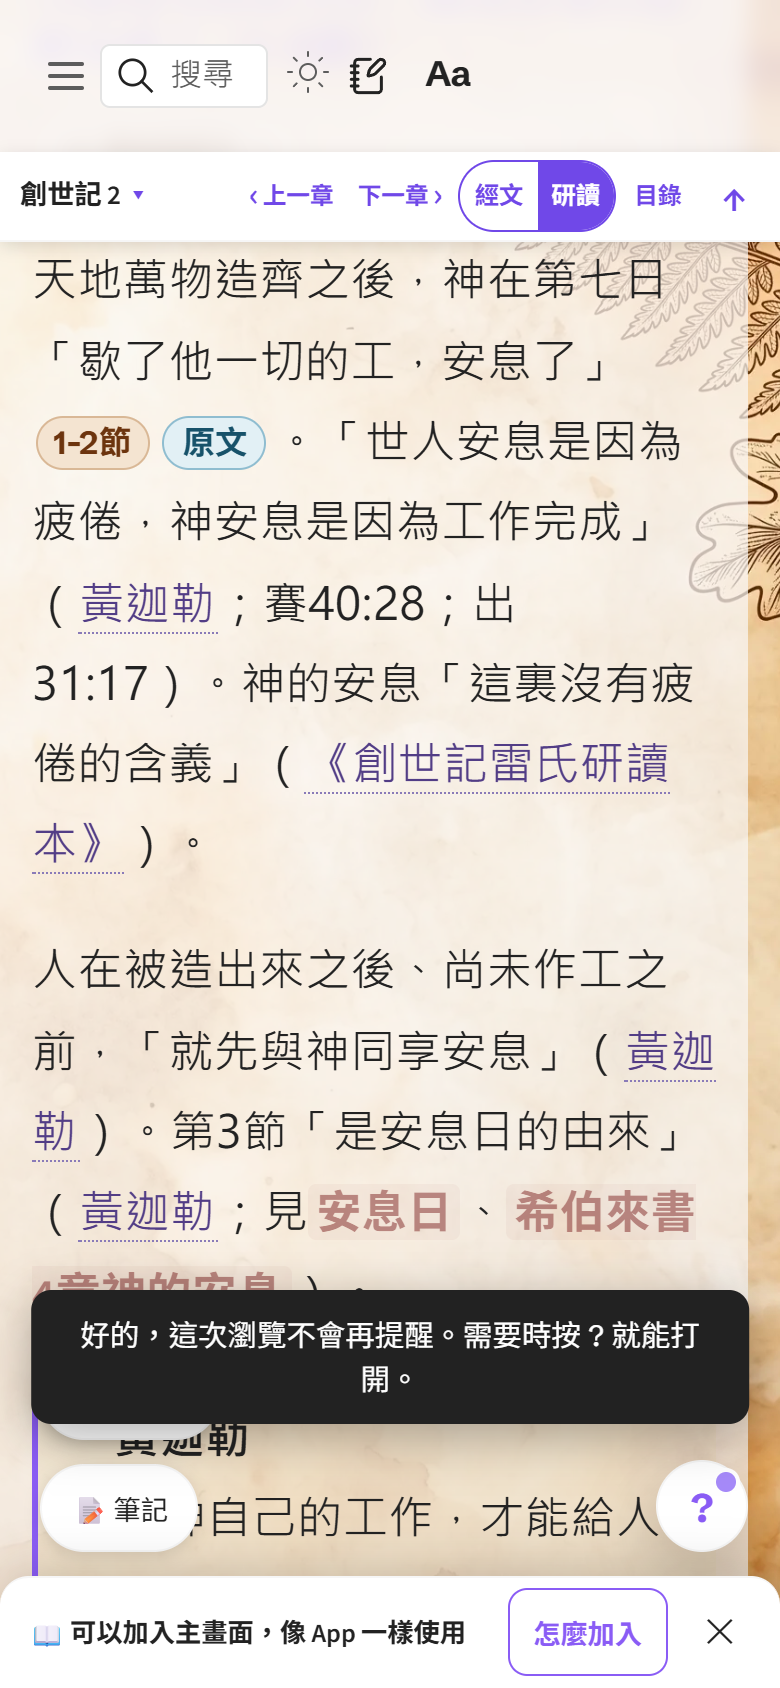 搜尋
Aa
創世記 2 ▼
‹ 上一章 下一章 › 經文 研讀 目錄 ↑
天地萬物造齊之後，神在第七日
「歇了他一切的工，安息了」
1-2節 原文 。「世人安息是因為
疲倦，神安息是因為工作完成」
（黃迦勒；賽40:28；出
31:17）。神的安息「這裏沒有疲
倦的含義」（《創世記雷氏研讀
本》）。
人在被造出來之後、尚未作工之
前，「就先與神同享安息」（黃迦
勒）。第3節「是安息日的由來」
（黃迦勒；見安息日、希伯來書
4章神的安息）。
好的，這次瀏覽不會再提醒。需要時按？就能打
開。
黃迦勒
筆記
自己的工作，才能給人
?
可以加入主畫面，像 App 一樣使用
怎麼加入